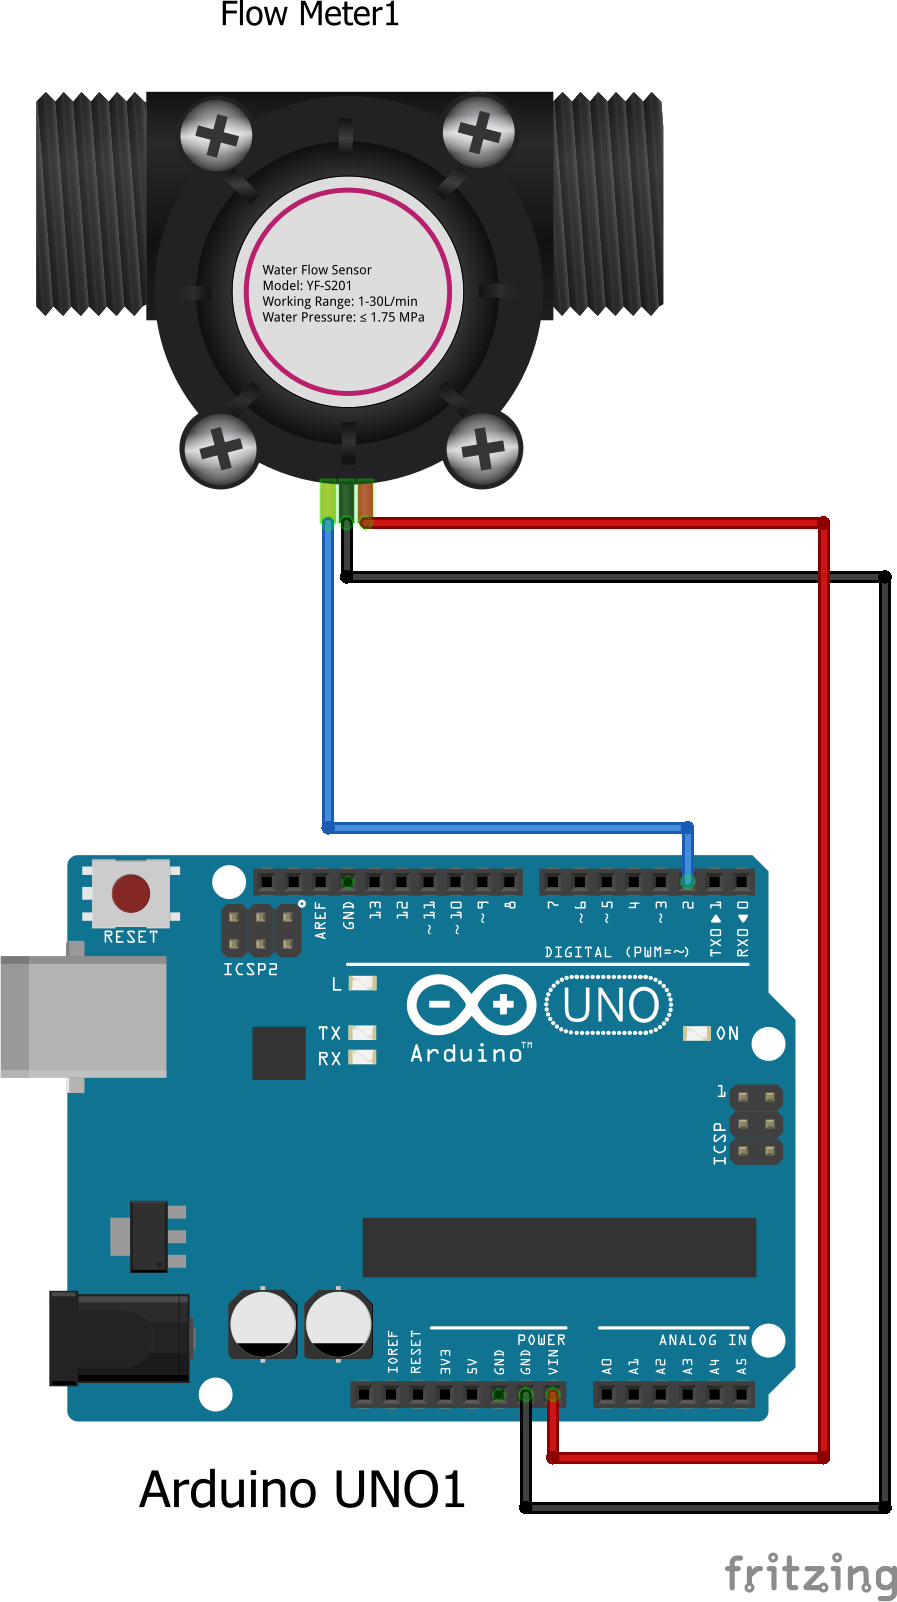 Flow Meter1
Water Flow Sensor
Model: YF-S201
Working Range: 1-30L/min
Water Pressure: ≤ 1.75 MPa
RESET
ICSP2
AREF
GND
13
12
~11
~10
~9
8
7
~6
~5
4
~3
2
TX0▶1
RX0◀0
DIGITAL (PWM=~)
L
TX
RX
Arduino™
UNO
ON
1
ICSP
POWER
ANALOG IN
IOREF
RESET
3V3
5V
GND
GND
VIN
A0
A1
A2
A3
A4
A5
Arduino UNO1
fritzing